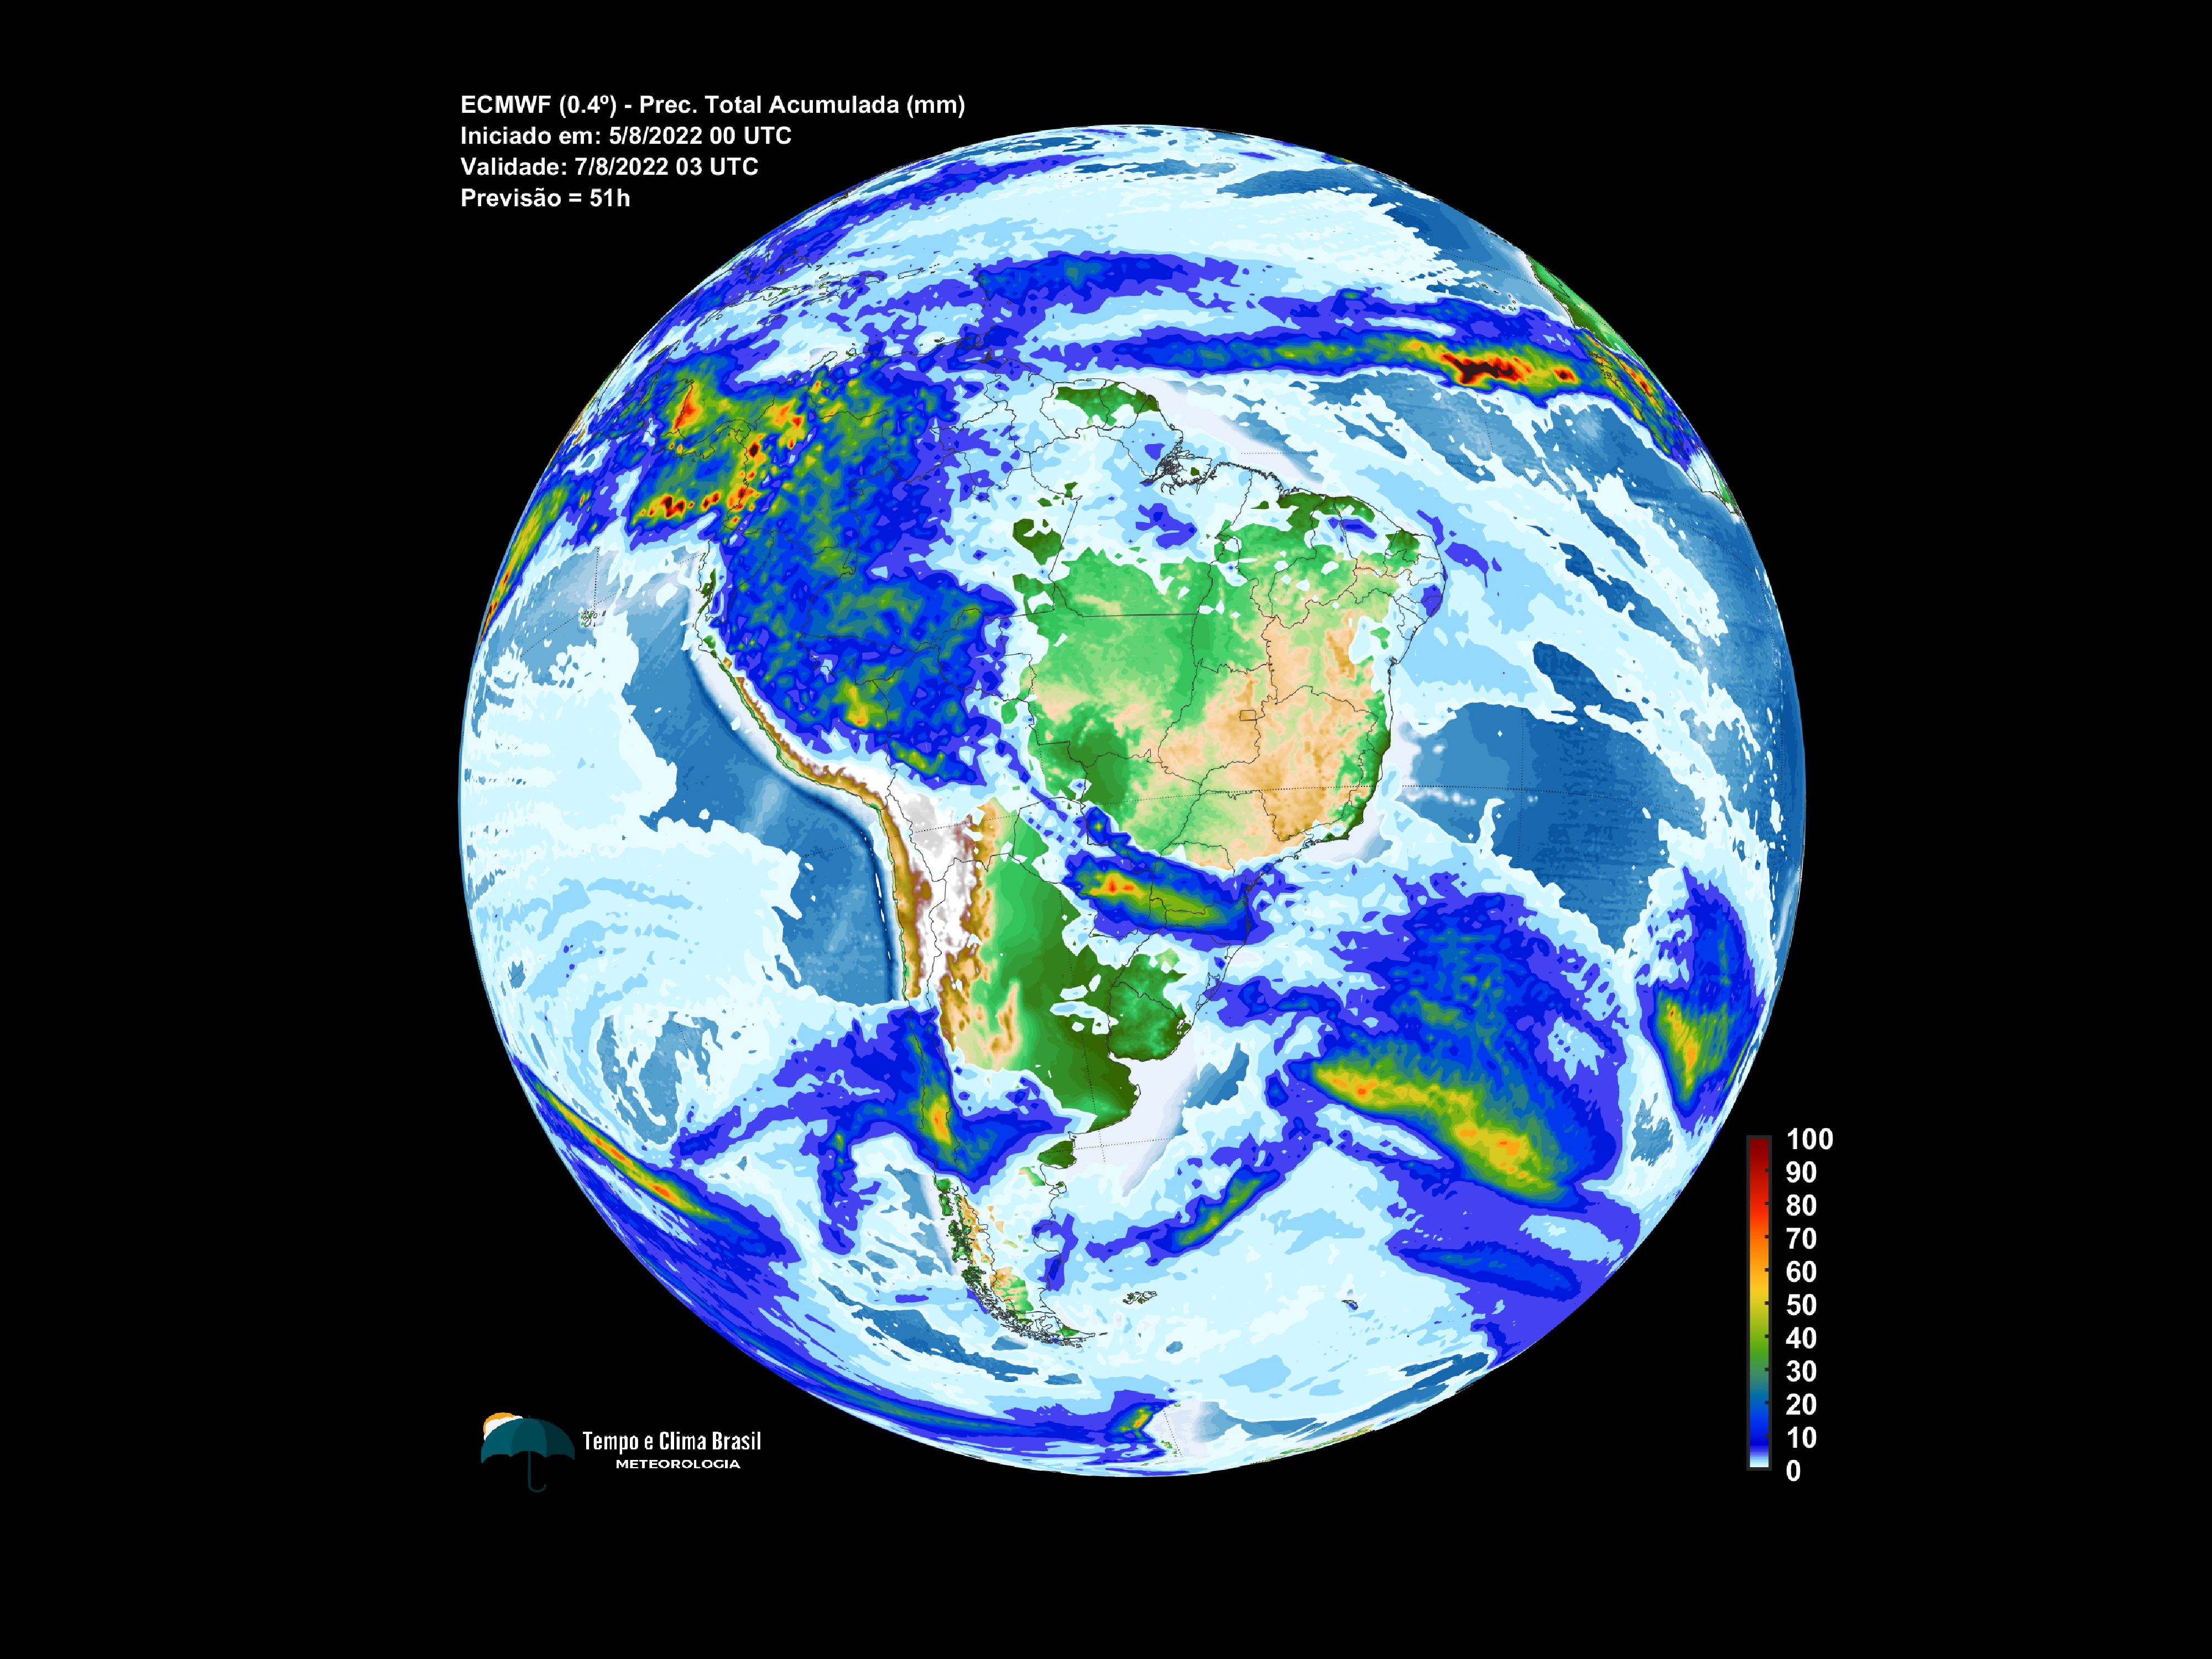 ECMWF (0.4º) - Prec. Total Acumulada (mm)
Iniciado em: 5/8/2022 00 UTC
Validade: 7/8/2022 03 UTC
Previsão = 51h
100
90
80
70
60
50
40
30
20
10
0
Tempo e Clima Brasil
METEOROLOGIA